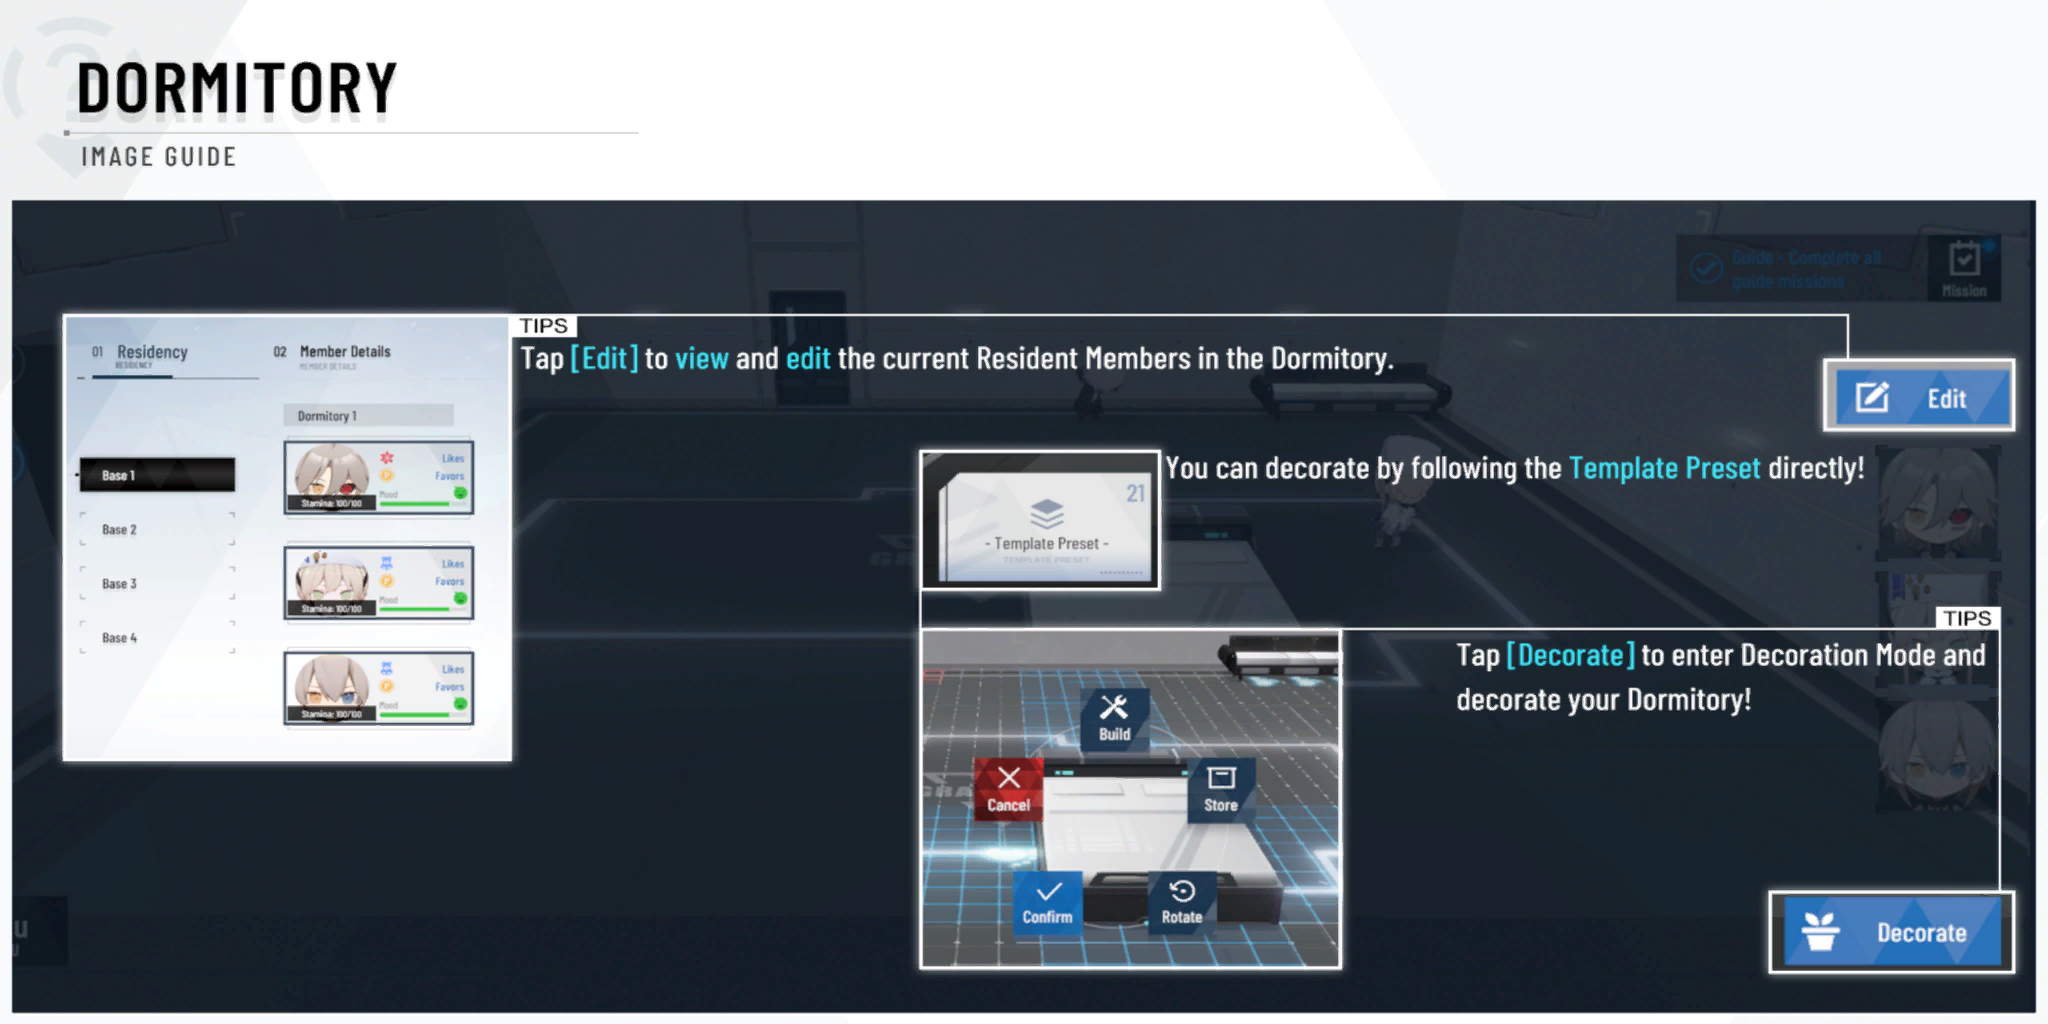 DORMITORY
IMAGE GUIDE
Guide - Complete all
guide missions
Mission
01 Residency
RESIDENCY
02 Member Details
MEMBER DETAILS
Dormitory 1
Base 1
Base 2
Base 3
Base 4
Likes
Favors
Mood
Stamina: 100/100
Likes
Favors
Mood
Stamina: 100/100
Likes
Favors
Mood
Stamina: 100/100
TIPS
Tap [Edit] to view and edit the current Resident Members in the Dormitory.
Edit
21
- Template Preset -
TEMPLATE PRESET
You can decorate by following the Template Preset directly!
TIPS
Tap [Decorate] to enter Decoration Mode and
decorate your Dormitory!
Build
Cancel
Store
Confirm
Rotate
Decorate